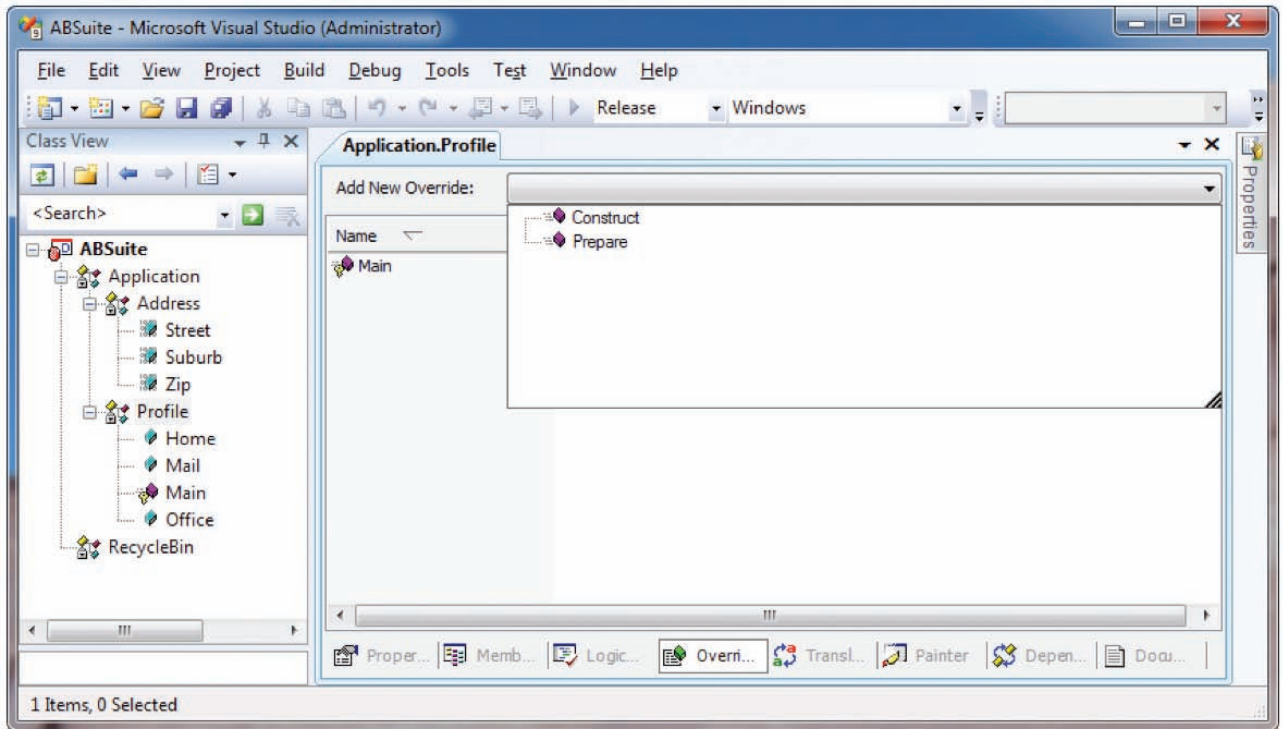 ABSuite - Microsoft Visual Studio (Administrator)
File Edit View Project Build Debug Tools Test Window Help
Release Windows
Class View
<Search>
ABSuite
Application
Address
Street
Suburb
Zip
Profile
Home
Mail
Main
Office
RecycleBin
Application.Profile
Add New Override:
Construct
Prepare
Name
Main
Properties
Proper... Memb... Logic... Overri... Transl... Painter Depen... Docu...
1 Items, 0 Selected